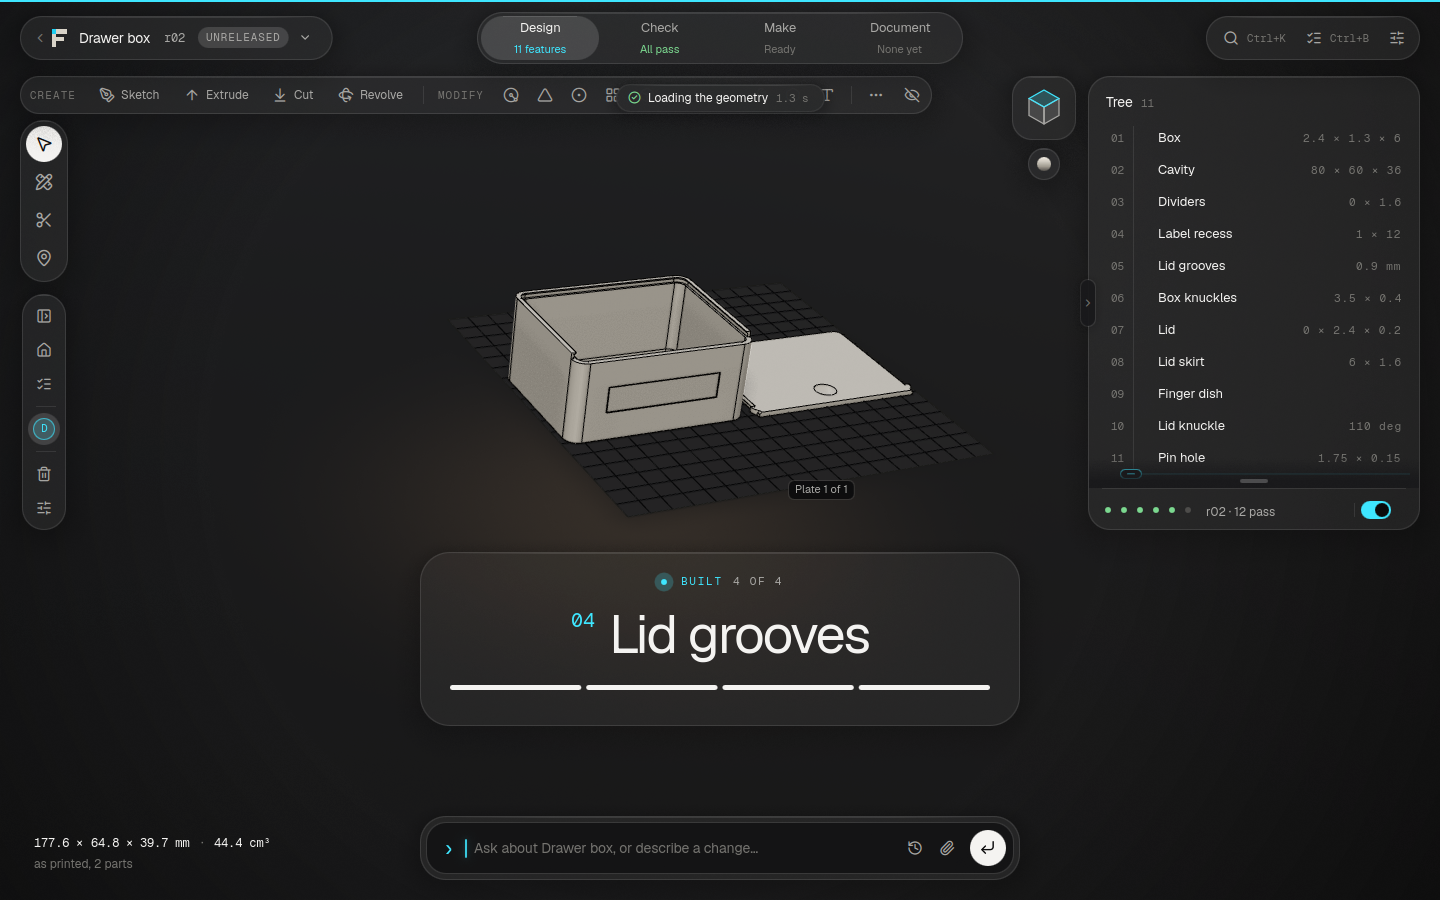 Drawer box r02 UNRELEASED
Design
11 features
Check
All pass
Make
Ready
Document
None yet
Ctrl+K Ctrl+B
CREATE Sketch Extrude Cut Revolve MODIFY
Loading the geometry 1.3 s
Tree 11
01 Box 2.4 × 1.3 × 6
02 Cavity 80 × 60 × 36
03 Dividers 0 × 1.6
04 Label recess 1 × 12
05 Lid grooves 0.9 mm
06 Box knuckles 3.5 × 0.4
07 Lid 0 × 2.4 × 0.2
08 Lid skirt 6 × 1.6
09 Finger dish
10 Lid knuckle 110 deg
11 Pin hole 1.75 × 0.15
r02 · 12 pass
D
Plate 1 of 1
BUILT 4 OF 4
04 Lid grooves
177.6 × 64.8 × 39.7 mm · 44.4 cm³
as printed, 2 parts
Ask about Drawer box, or describe a change…